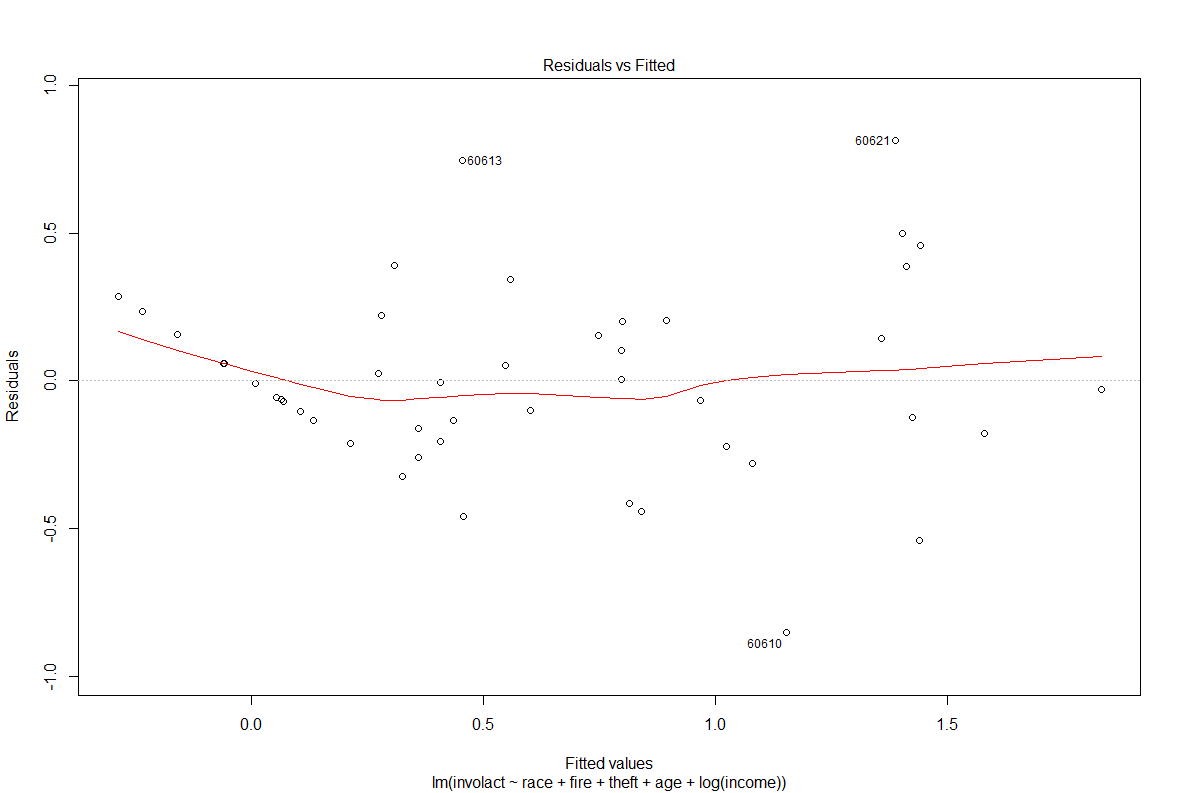 Residuals vs Fitted
1.0
0.5
0.0
-0.5
-1.0
Residuals
60613
60621
60610
0.0 0.5 1.0 1.5
Fitted values
lm(involact ~ race + fire + theft + age + log(income))